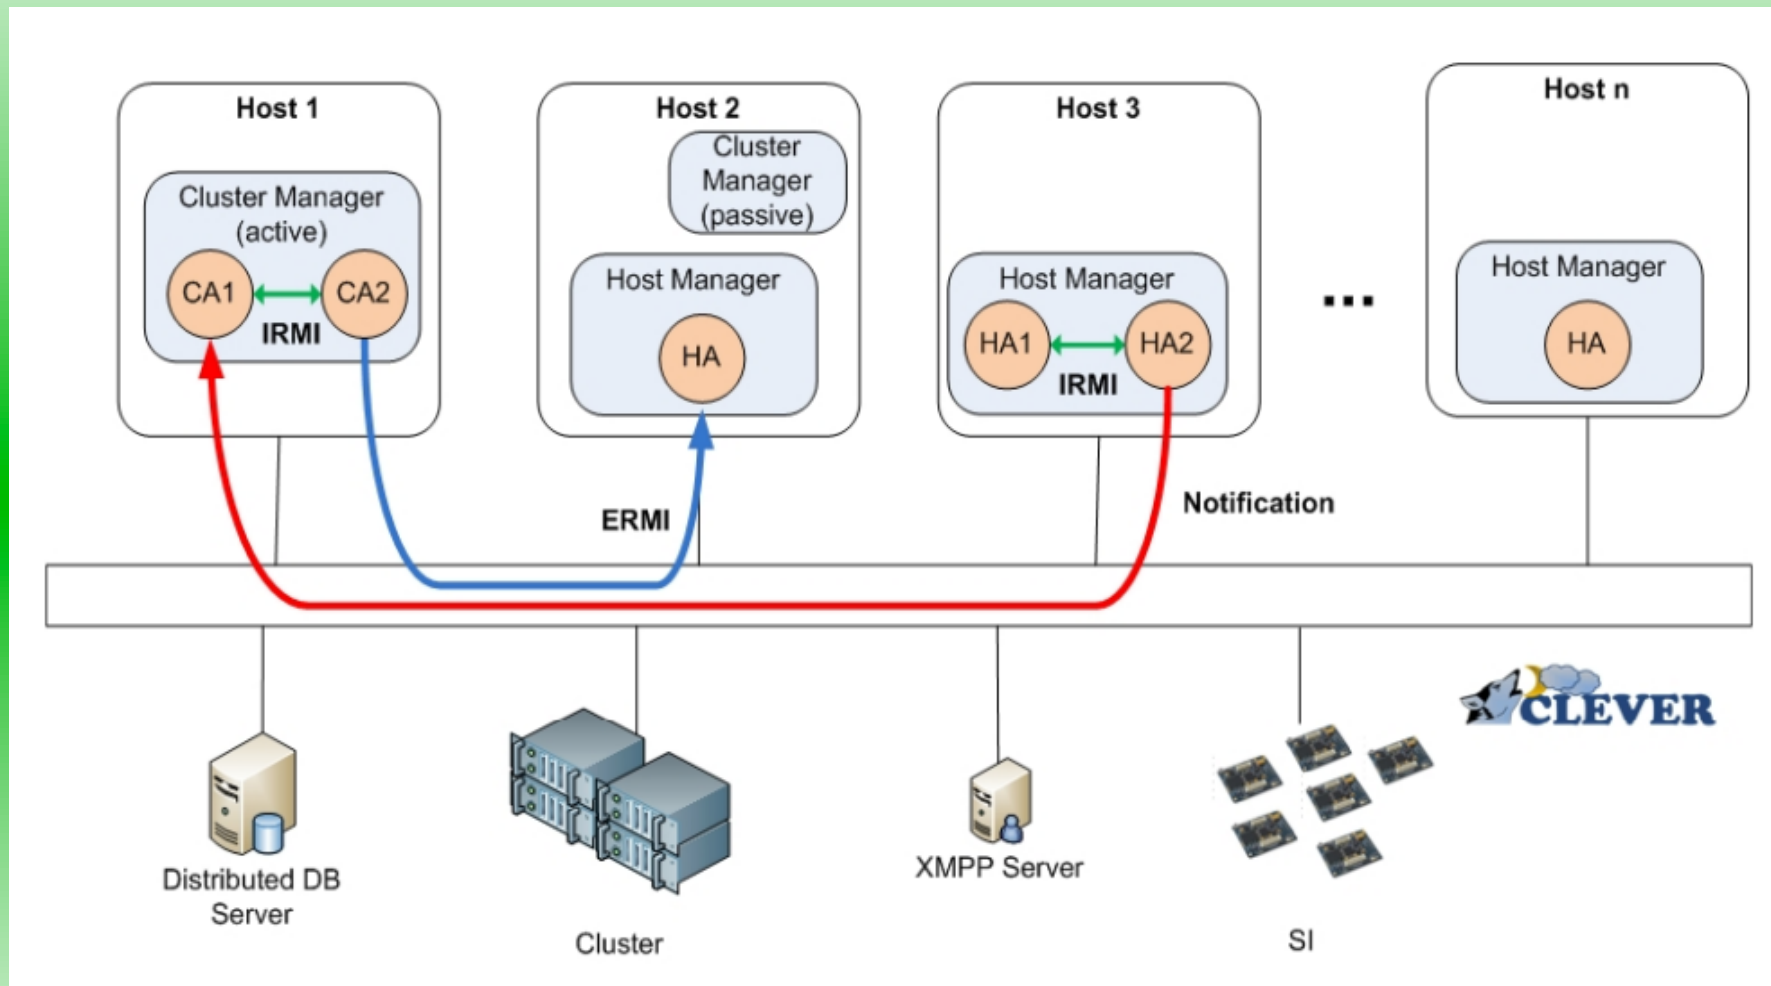 Host 1
Cluster Manager
(active)
CA1
CA2
IRMI
Host 2
Cluster
Manager
(passive)
Host Manager
HA
Host 3
Host Manager
HA1
HA2
IRMI
...
Host n
Host Manager
HA
ERMI
Notification
Distributed DB
Server
Cluster
XMPP Server
SI
CLEVER